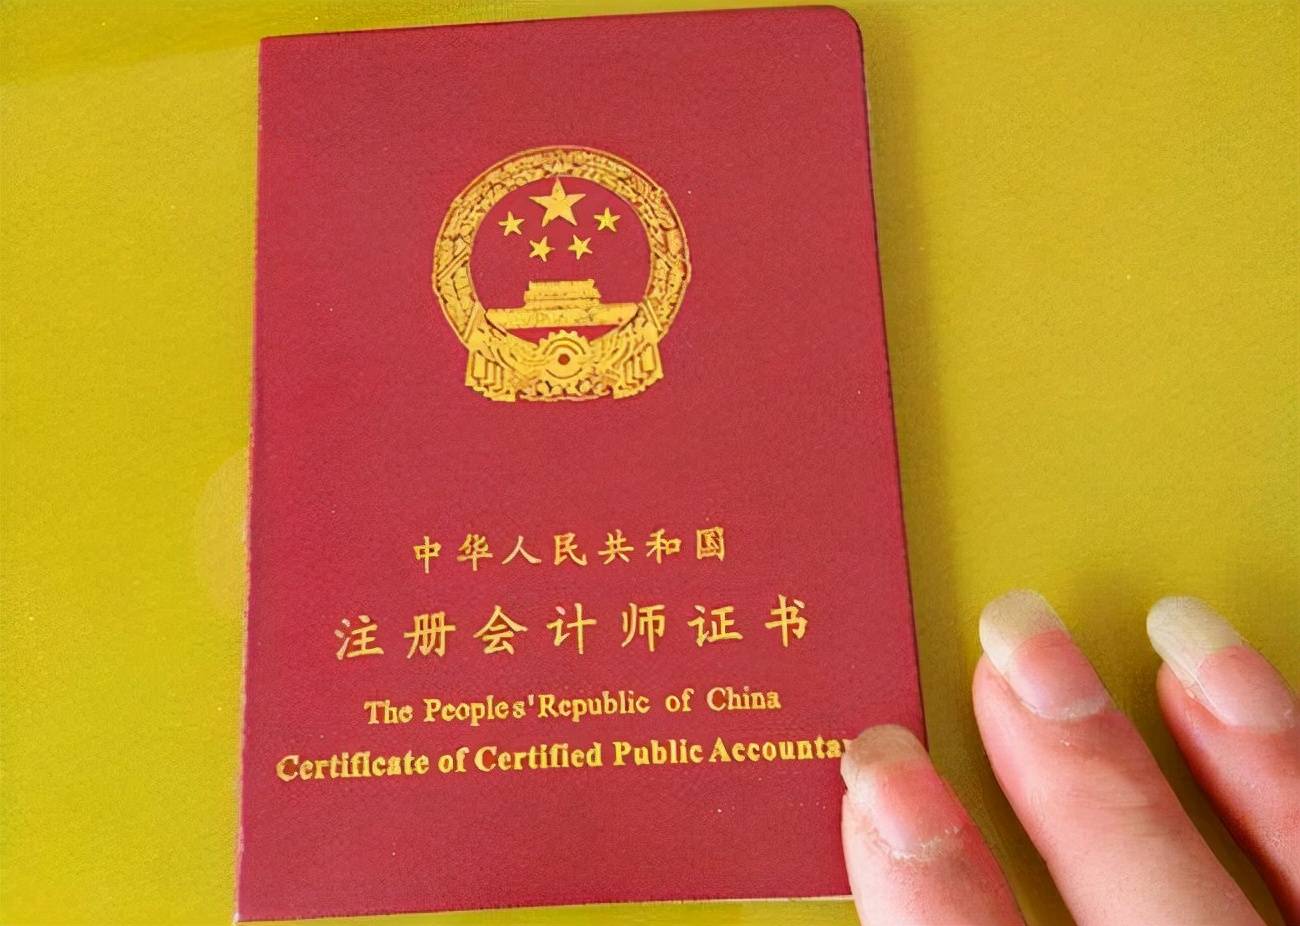 中华人民共和国
注册会计师证书
The Peoples' Republic of China
Certificate of Certified Public